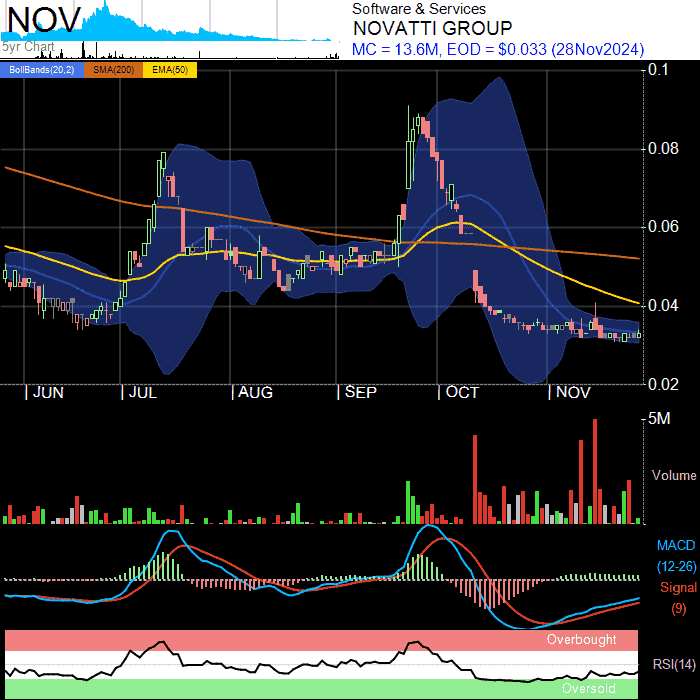 NOV
5yr Chart
Software & Services
NOVATTI GROUP
MC = 13.6M, EOD = $0.033 (28Nov2024)
BollBands(20,2) SMA(200) EMA(50)
0.1
0.08
0.06
0.04
0.02
JUN JUL AUG SEP OCT NOV
5M
Volume
MACD
(12-26)
Signal
(9)
Overbought
RSI(14)
Oversold